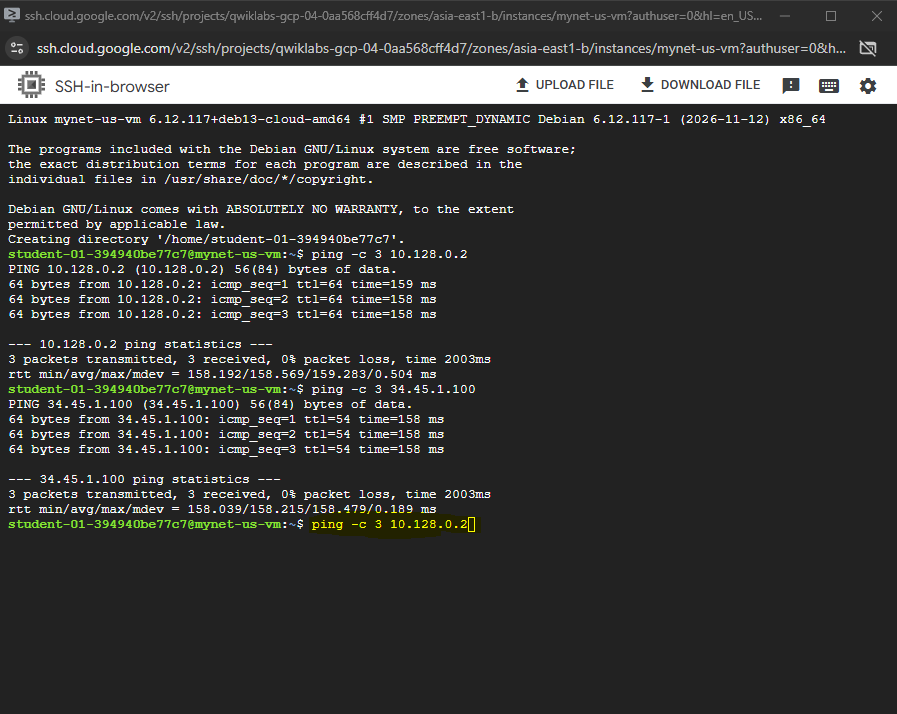 ssh.cloud.google.com/v2/ssh/projects/qwiklabs-gcp-04-0aa568cff4d7/zones/asia-east1-b/instances/mynet-us-vm?authuser=0&hl=en_US...
ssh.cloud.google.com/v2/ssh/projects/qwiklabs-gcp-04-0aa568cff4d7/zones/asia-east1-b/instances/mynet-us-vm?authuser=0&h...
SSH-in-browser UPLOAD FILE DOWNLOAD FILE
Linux mynet-us-vm 6.12.117+deb13-cloud-amd64 #1 SMP PREEMPT_DYNAMIC Debian 6.12.117-1 (2026-11-12) x86_64
The programs included with the Debian GNU/Linux system are free software;
the exact distribution terms for each program are described in the
individual files in /usr/share/doc/*/copyright.
Debian GNU/Linux comes with ABSOLUTELY NO WARRANTY, to the extent
permitted by applicable law.
Creating directory '/home/student-01-394940be77c7'.
student-01-394940be77c7@mynet-us-vm:~$ ping -c 3 10.128.0.2
PING 10.128.0.2 (10.128.0.2) 56(84) bytes of data.
64 bytes from 10.128.0.2: icmp_seq=1 ttl=64 time=159 ms
64 bytes from 10.128.0.2: icmp_seq=2 ttl=64 time=158 ms
64 bytes from 10.128.0.2: icmp_seq=3 ttl=64 time=158 ms
--- 10.128.0.2 ping statistics ---
3 packets transmitted, 3 received, 0% packet loss, time 2003ms
rtt min/avg/max/mdev = 158.192/158.569/159.283/0.504 ms
student-01-394940be77c7@mynet-us-vm:~$ ping -c 3 34.45.1.100
PING 34.45.1.100 (34.45.1.100) 56(84) bytes of data.
64 bytes from 34.45.1.100: icmp_seq=1 ttl=54 time=158 ms
64 bytes from 34.45.1.100: icmp_seq=2 ttl=54 time=158 ms
64 bytes from 34.45.1.100: icmp_seq=3 ttl=54 time=158 ms
--- 34.45.1.100 ping statistics ---
3 packets transmitted, 3 received, 0% packet loss, time 2003ms
rtt min/avg/max/mdev = 158.039/158.215/158.479/0.189 ms
student-01-394940be77c7@mynet-us-vm:~$ ping -c 3 10.128.0.2